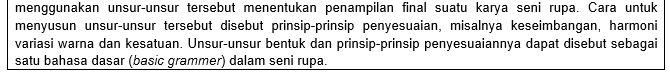 menggunakan unsur-unsur tersebut menentukan penampilan final suatu karya seni rupa. Cara untuk
menyusun unsur-unsur tersebut disebut prinsip-prinsip penyesuaian, misalnya keseimbangan, harmoni
variasi warna dan kesatuan. Unsur-unsur bentuk dan prinsip-prinsip penyesuaiannya dapat disebut sebagai
satu bahasa dasar (basic grammer) dalam seni rupa.